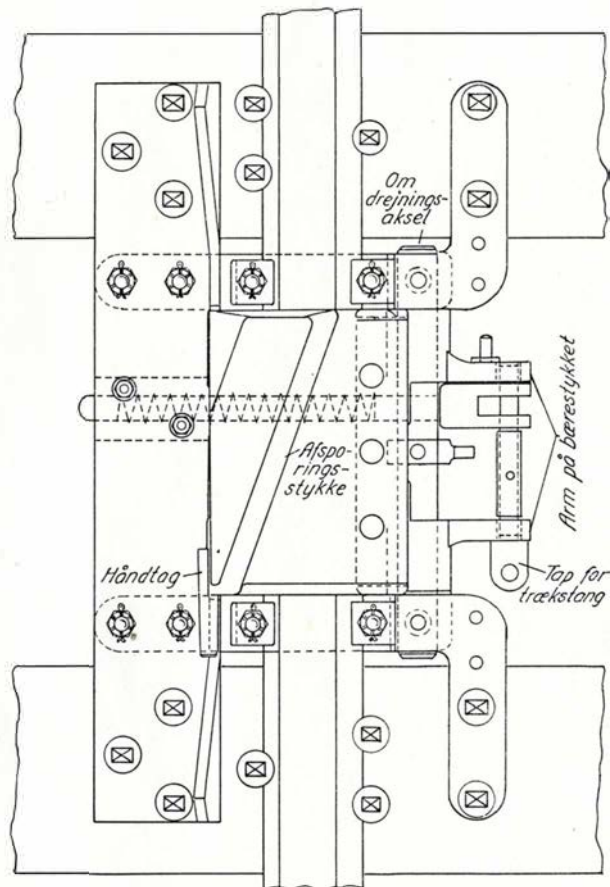 Om
drejnings-
aksel
Afspo-
rings-
stykke
Arm på bærestykket
Håndtag
Tap for
trækstang